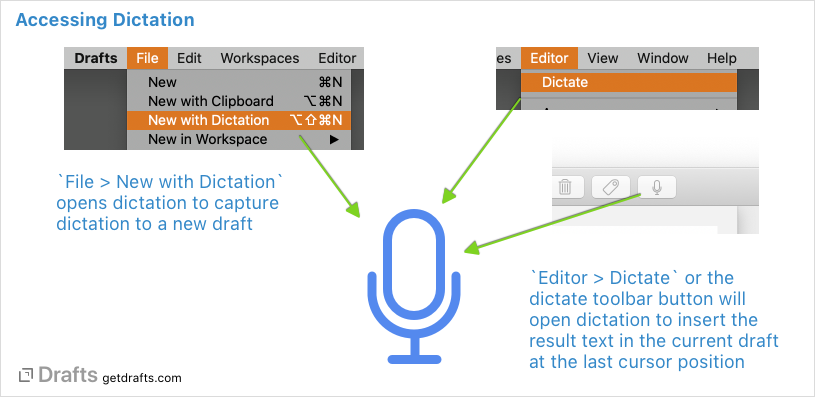 Accessing Dictation
Drafts File Edit Workspaces Editor
New ⌘N
New with Clipboard ⌥⌘N
New with Dictation ⌥⇧⌘N
New in Workspace ▶
es Editor View Window Help
Dictate
`File > New with Dictation`
opens dictation to capture
dictation to a new draft
`Editor > Dictate` or the
dictate toolbar button will
open dictation to insert the
result text in the current draft
at the last cursor position
Drafts getdrafts.com